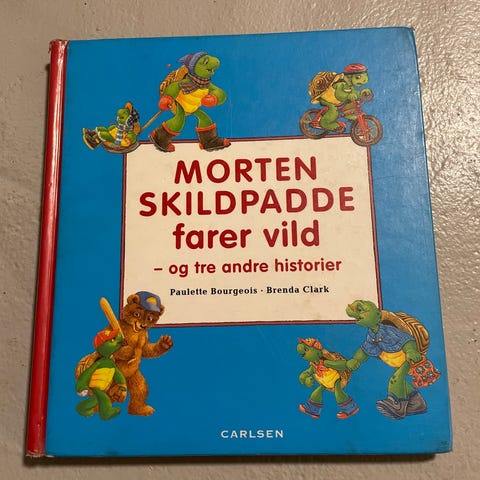 MORTEN
SKILDPADDE
farer vild
– og tre andre historier
Paulette Bourgeois · Brenda Clark
CARLSEN